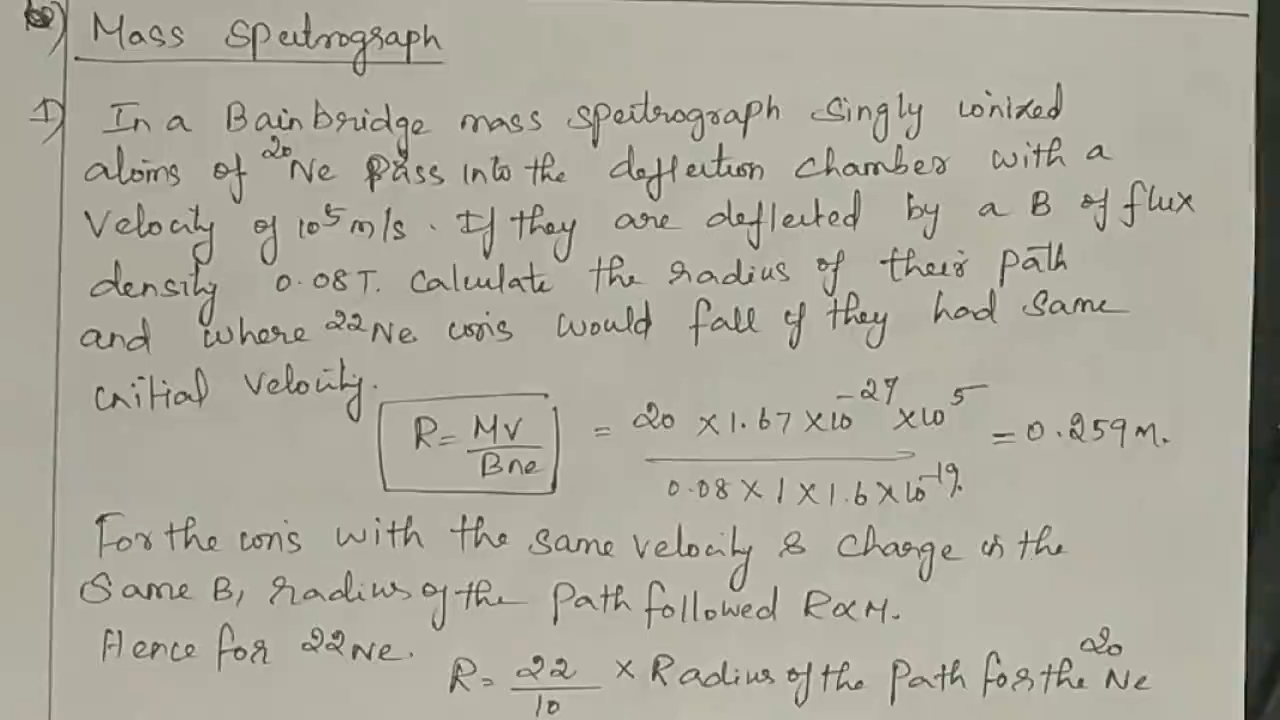 Mass Spectrograph
1) In a Bainbridge mass spectrograph singly ionized
atoms of ²⁰Ne pass into the deflection chamber with a
velocity of 10⁵ m/s. If they are deflected by a B of flux
density 0.08T. Calculate the radius of their path
and where ²²Ne ions would fall if they had same
initial velocity.
R = Mv/Bne = 20 × 1.67 × 10⁻²⁷ × 10⁵ / 0.08 × 1 × 1.6 × 10⁻¹⁹ = 0.259 M.
For the ions with the same velocity & charge in the
same B, radius of the path followed R∝M.
Hence for 22Ne.
R = 22/10 × Radius of the path for the ²⁰Ne